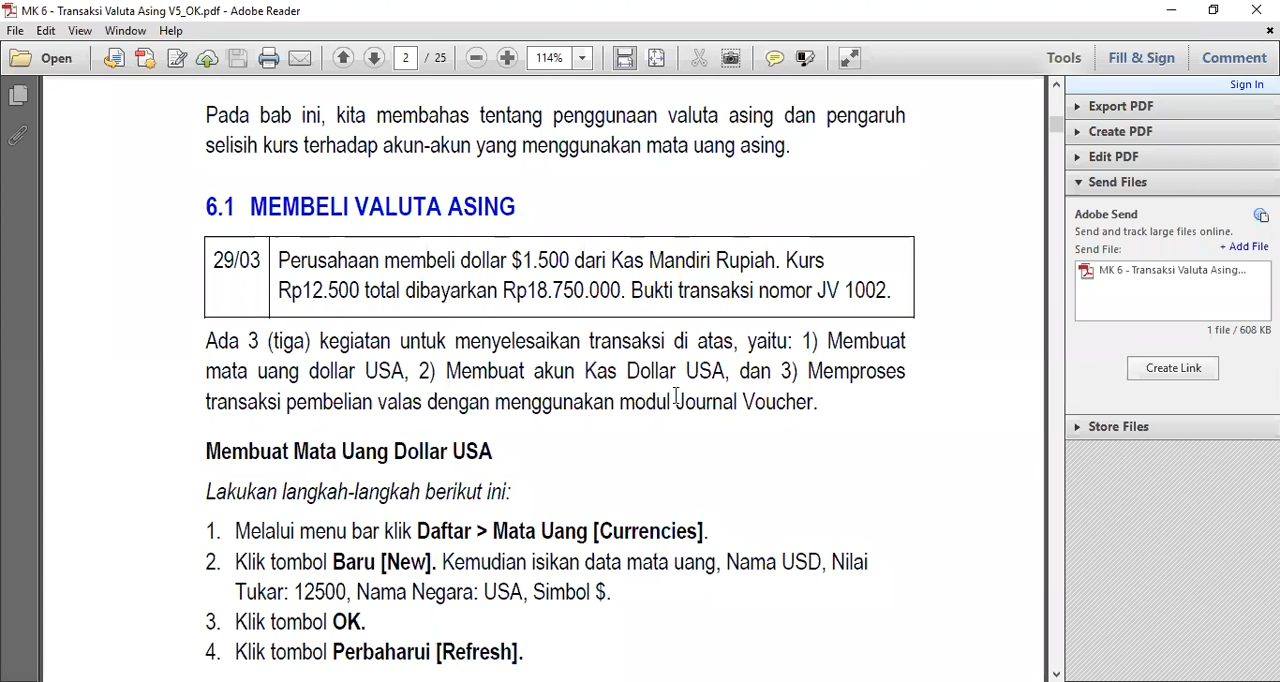 MK 6 - Transaksi Valuta Asing V5_OK.pdf - Adobe Reader
File Edit View Window Help
Open 2 / 25 114% Tools Fill & Sign Comment
Sign In
Pada bab ini, kita membahas tentang penggunaan valuta asing dan pengaruh
selisih kurs terhadap akun-akun yang menggunakan mata uang asing.
6.1 MEMBELI VALUTA ASING
29/03 Perusahaan membeli dollar $1.500 dari Kas Mandiri Rupiah. Kurs
Rp12.500 total dibayarkan Rp18.750.000. Bukti transaksi nomor JV 1002.
Ada 3 (tiga) kegiatan untuk menyelesaikan transaksi di atas, yaitu: 1) Membuat
mata uang dollar USA, 2) Membuat akun Kas Dollar USA, dan 3) Memproses
transaksi pembelian valas dengan menggunakan modul Journal Voucher.
Membuat Mata Uang Dollar USA
Lakukan langkah-langkah berikut ini:
1. Melalui menu bar klik Daftar > Mata Uang [Currencies].
2. Klik tombol Baru [New]. Kemudian isikan data mata uang, Nama USD, Nilai
Tukar: 12500, Nama Negara: USA, Simbol $.
3. Klik tombol OK.
4. Klik tombol Perbaharui [Refresh].
Export PDF
Create PDF
Edit PDF
Send Files
Adobe Send
Send and track large files online.
Send File: + Add File
MK 6 - Transaksi Valuta Asing...
1 file / 608 KB
Create Link
Store Files